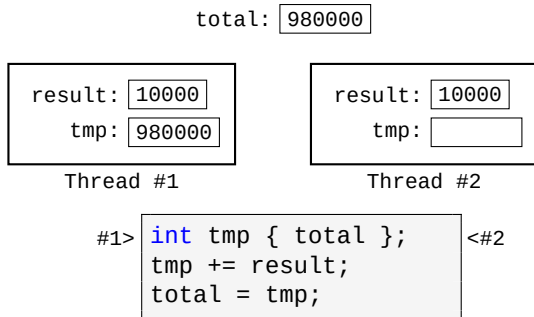 total: 980000
result: 10000 result: 10000
tmp: 980000 tmp:
Thread #1 Thread #2
#1> int tmp { total }; <#2
tmp += result;
total = tmp;